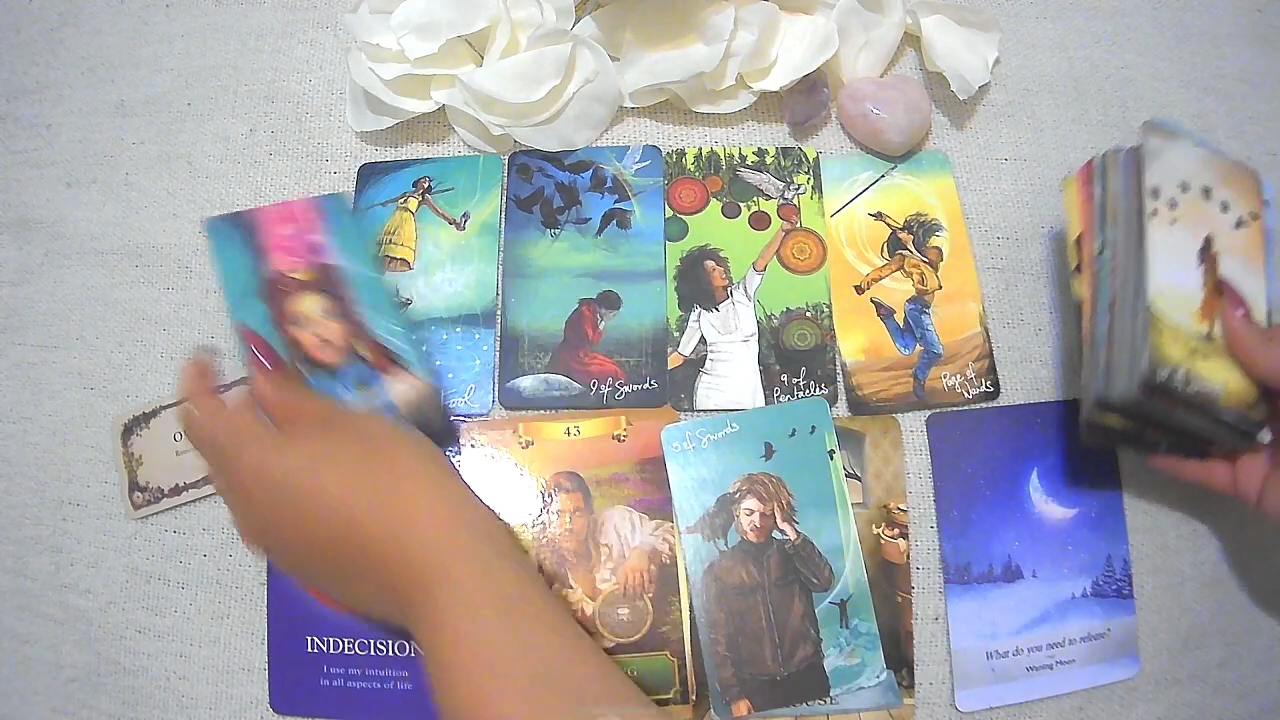 9 of Swords
9 of
Pentacles
Page of
Wands
43
5 of Swords
INDECISION
I use my intuition
in all aspects of life
What do you need to release?
Waning Moon